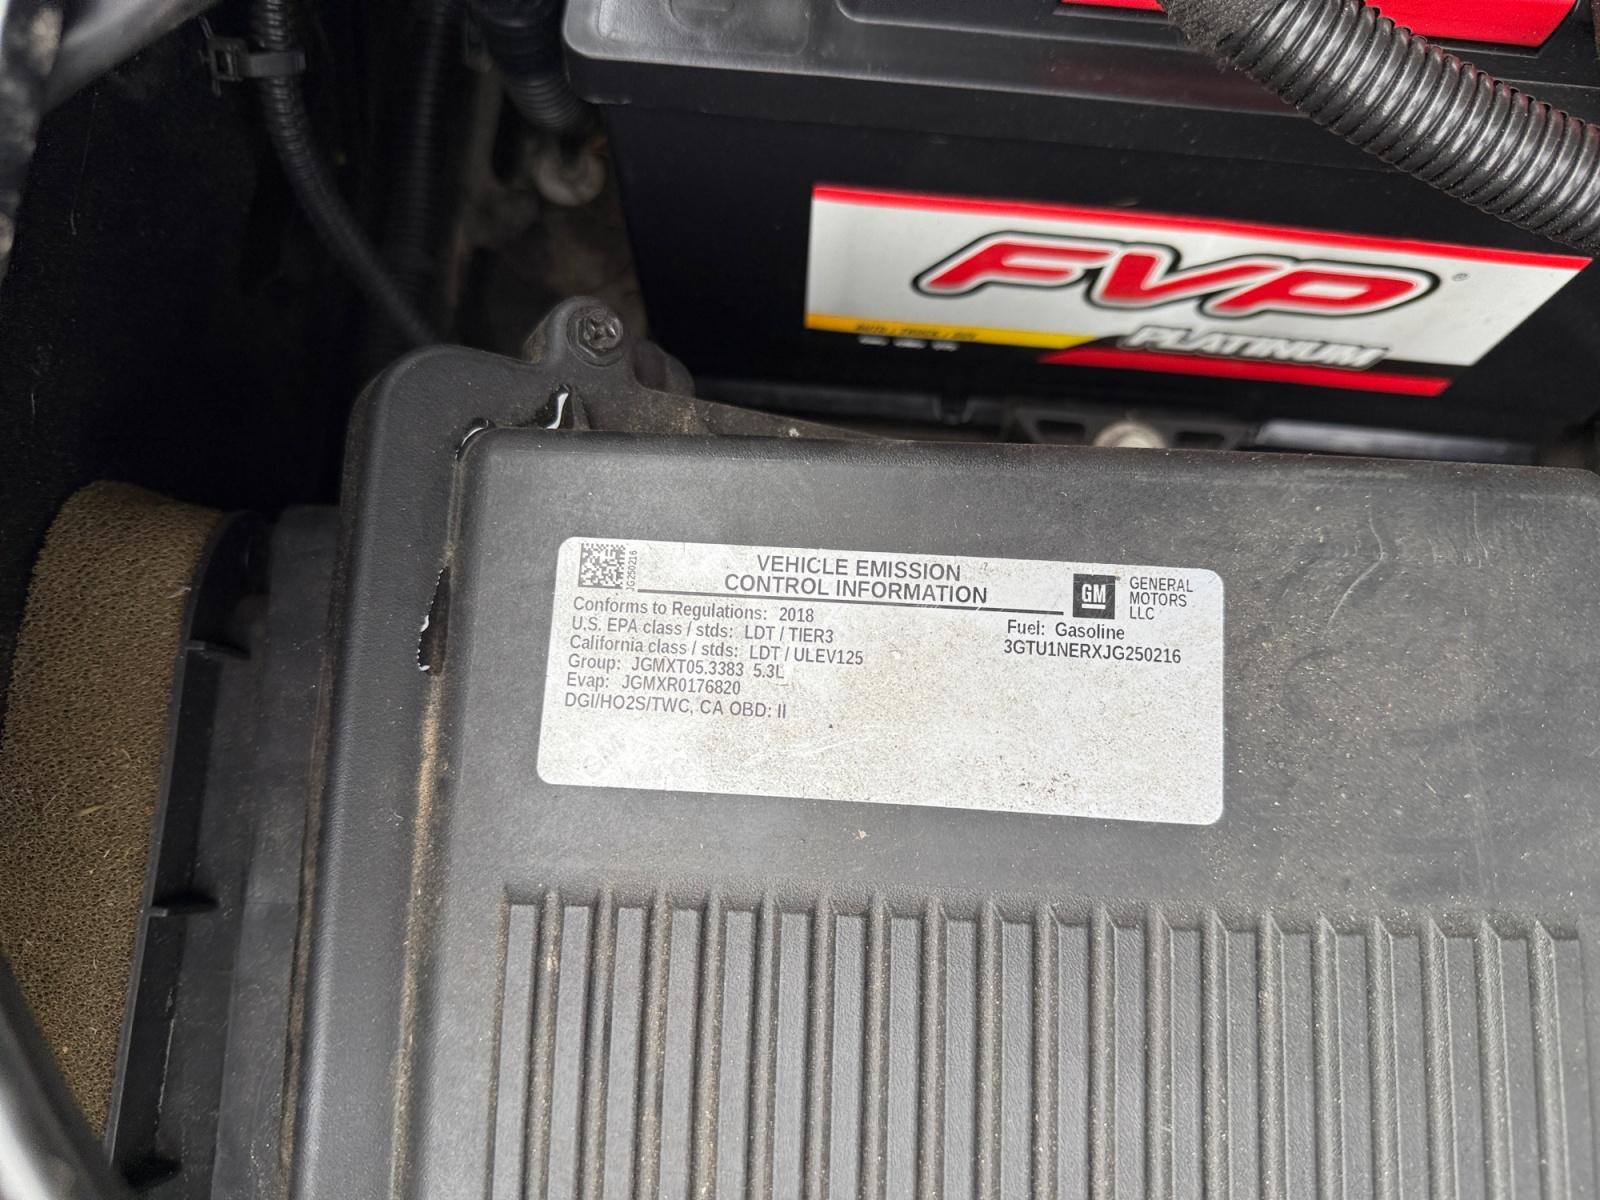 FVP®
PLATINUM
JG250216
VEHICLE EMISSION
CONTROL INFORMATION
GM
GENERAL
MOTORS
LLC
Conforms to Regulations: 2018
U.S. EPA class / stds: LDT / TIER3
California class / stds: LDT / ULEV125
Group: JGMXT05.3383 5.3L
Evap: JGMXR0176820
DGI/HO2S/TWC, CA OBD: II
Fuel: Gasoline
3GTU1NERXJG250216